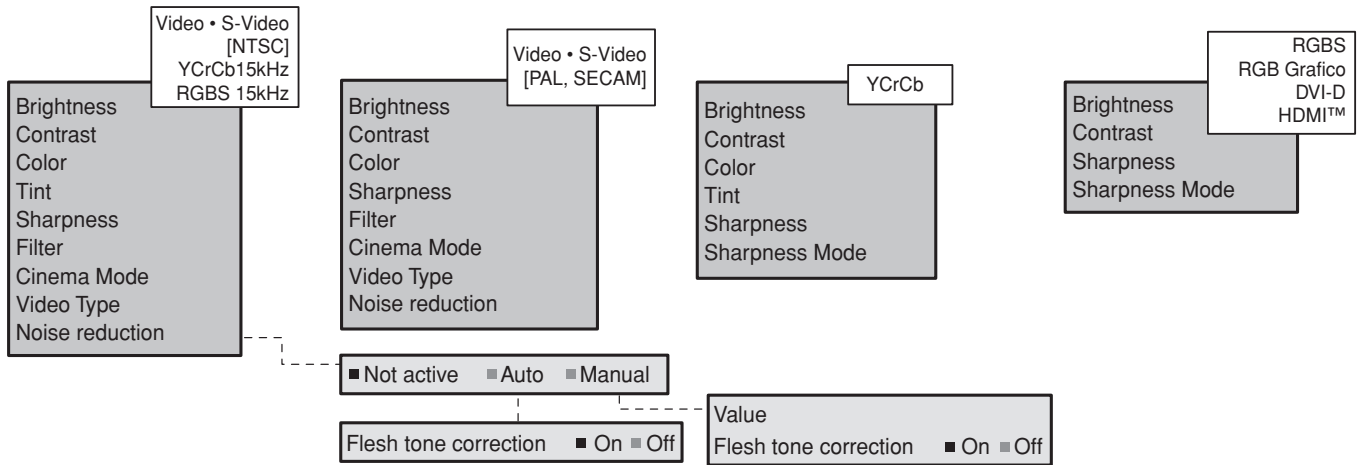 Video • S-Video
[NTSC]
YCrCb15kHz
RGBS 15kHz
Brightness
Contrast
Color
Tint
Sharpness
Filter
Cinema Mode
Video Type
Noise reduction
Video • S-Video
[PAL, SECAM]
Brightness
Contrast
Color
Sharpness
Filter
Cinema Mode
Video Type
Noise reduction
YCrCb
Brightness
Contrast
Color
Tint
Sharpness
Sharpness Mode
RGBS
RGB Grafico
DVI-D
HDMI™
Brightness
Contrast
Sharpness
Sharpness Mode
Not active Auto Manual
Flesh tone correction On Off
Value
Flesh tone correction On Off